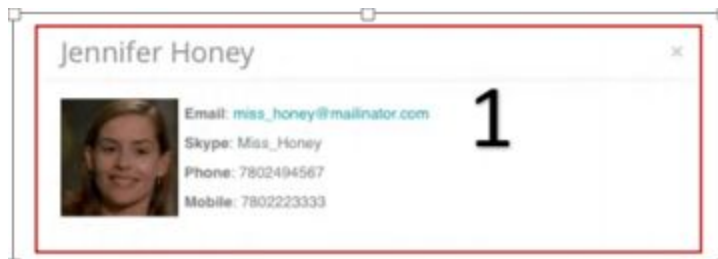 Jennifer Honey ×
1
Email: miss_honey@mailinator.com
Skype: Miss_Honey
Phone: 7802494567
Mobile: 7802223333